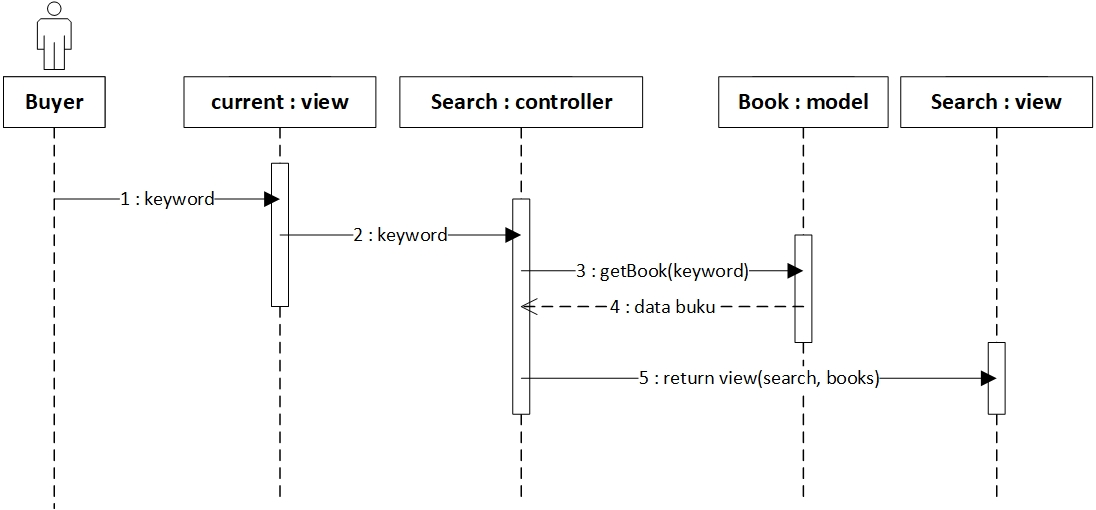 Buyer
current : view
Search : controller
Book : model
Search : view
1 : keyword
2 : keyword
3 : getBook(keyword)
4 : data buku
5 : return view(search, books)